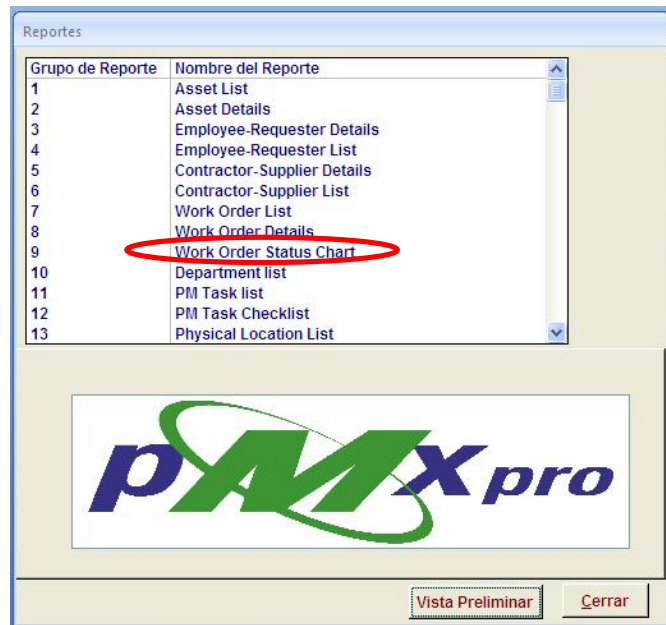 Reportes
Grupo de Reporte Nombre del Reporte
1 Asset List
2 Asset Details
3 Employee-Requester Details
4 Employee-Requester List
5 Contractor-Supplier Details
6 Contractor-Supplier List
7 Work Order List
8 Work Order Details
9 Work Order Status Chart
10 Department list
11 PM Task list
12 PM Task Checklist
13 Physical Location List
pMXpro
Vista Preliminar Cerrar